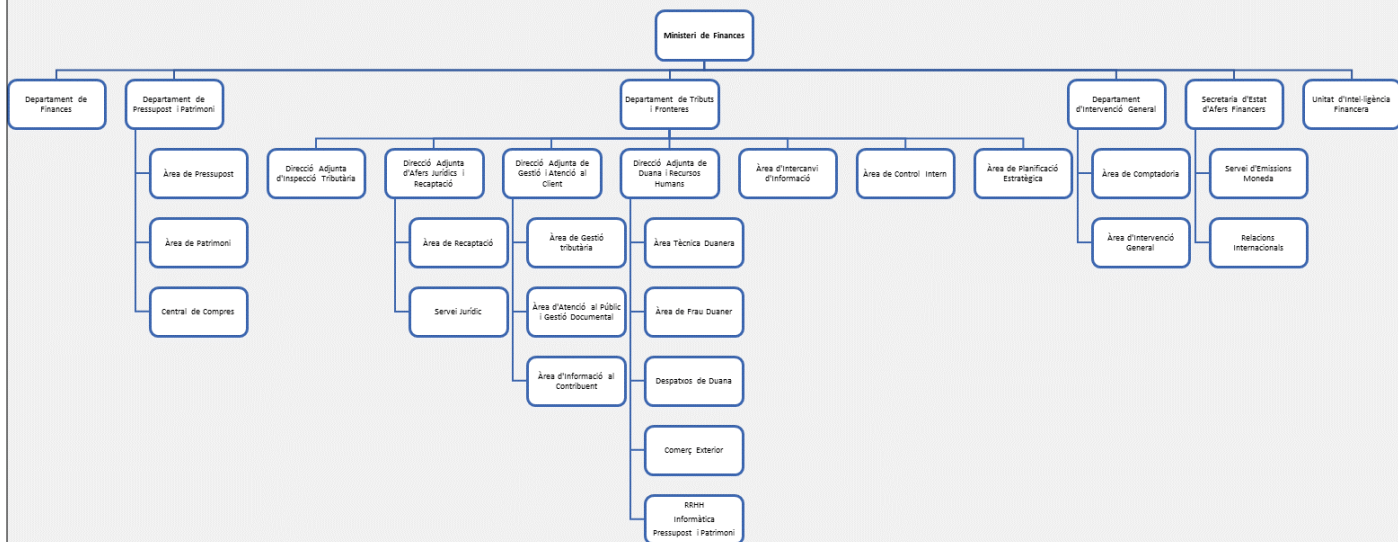 Ministeri de Finances
Departament de
Finances
Departament de
Pressupost i Patrimoni
Departament de Tributs
i Fronteres
Departament
d'Intervenció General
Secretaria d'Estat
d'Afers Financers
Unitat d'Intel·ligència
Financera
Àrea de Pressupost
Direcció Adjunta
d'Inspecció Tributària
Direcció Adjunta
d'Afers Jurídics i
Recaptació
Direcció Adjunta de
Gestió i Atenció al
Client
Direcció Adjunta de
Duana i Recursos
Humans
Àrea d'Intercanvi
d'Informació
Àrea de Control Intern
Àrea de Planificació
Estratègica
Àrea de Comptadoria
Servei d'Emissions
Moneda
Àrea de Patrimoni
Àrea de Recaptació
Àrea de Gestió
tributària
Àrea Tècnica Duanera
Àrea d'Intervenció
General
Relacions
Internacionals
Central de Compres
Servei Jurídic
Àrea d'Atenció al Públic
i Gestió Documental
Àrea de Frau Duaner
Àrea d'Informació al
Contribuent
Despatxos de Duana
Comerç Exterior
RRHH
Informàtica
Pressupost i Patrimoni